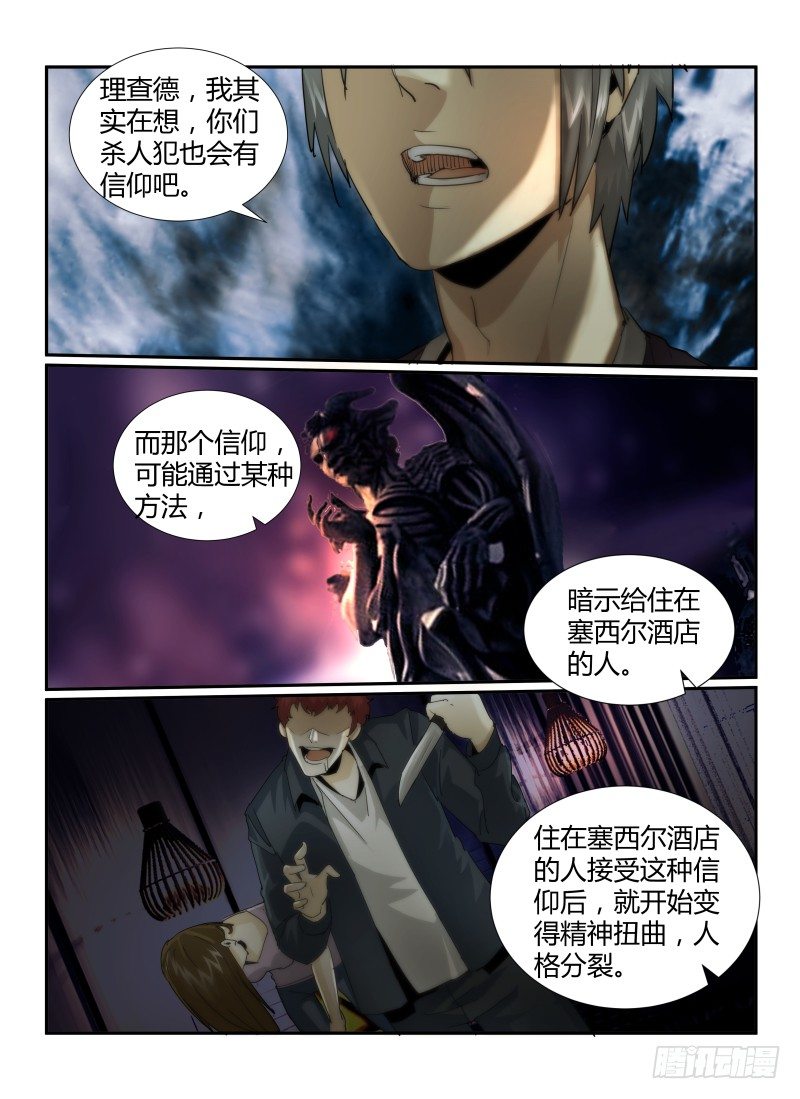 理查德，我其
实在想，你们
杀人犯也会有
信仰吧。
而那个信仰，
可能通过某种
方法，
暗示给住在
塞西尔酒店
的人。
住在塞西尔酒店
的人接受这种信
仰后，就开始变
得精神扭曲，人
格分裂。
腾讯动漫